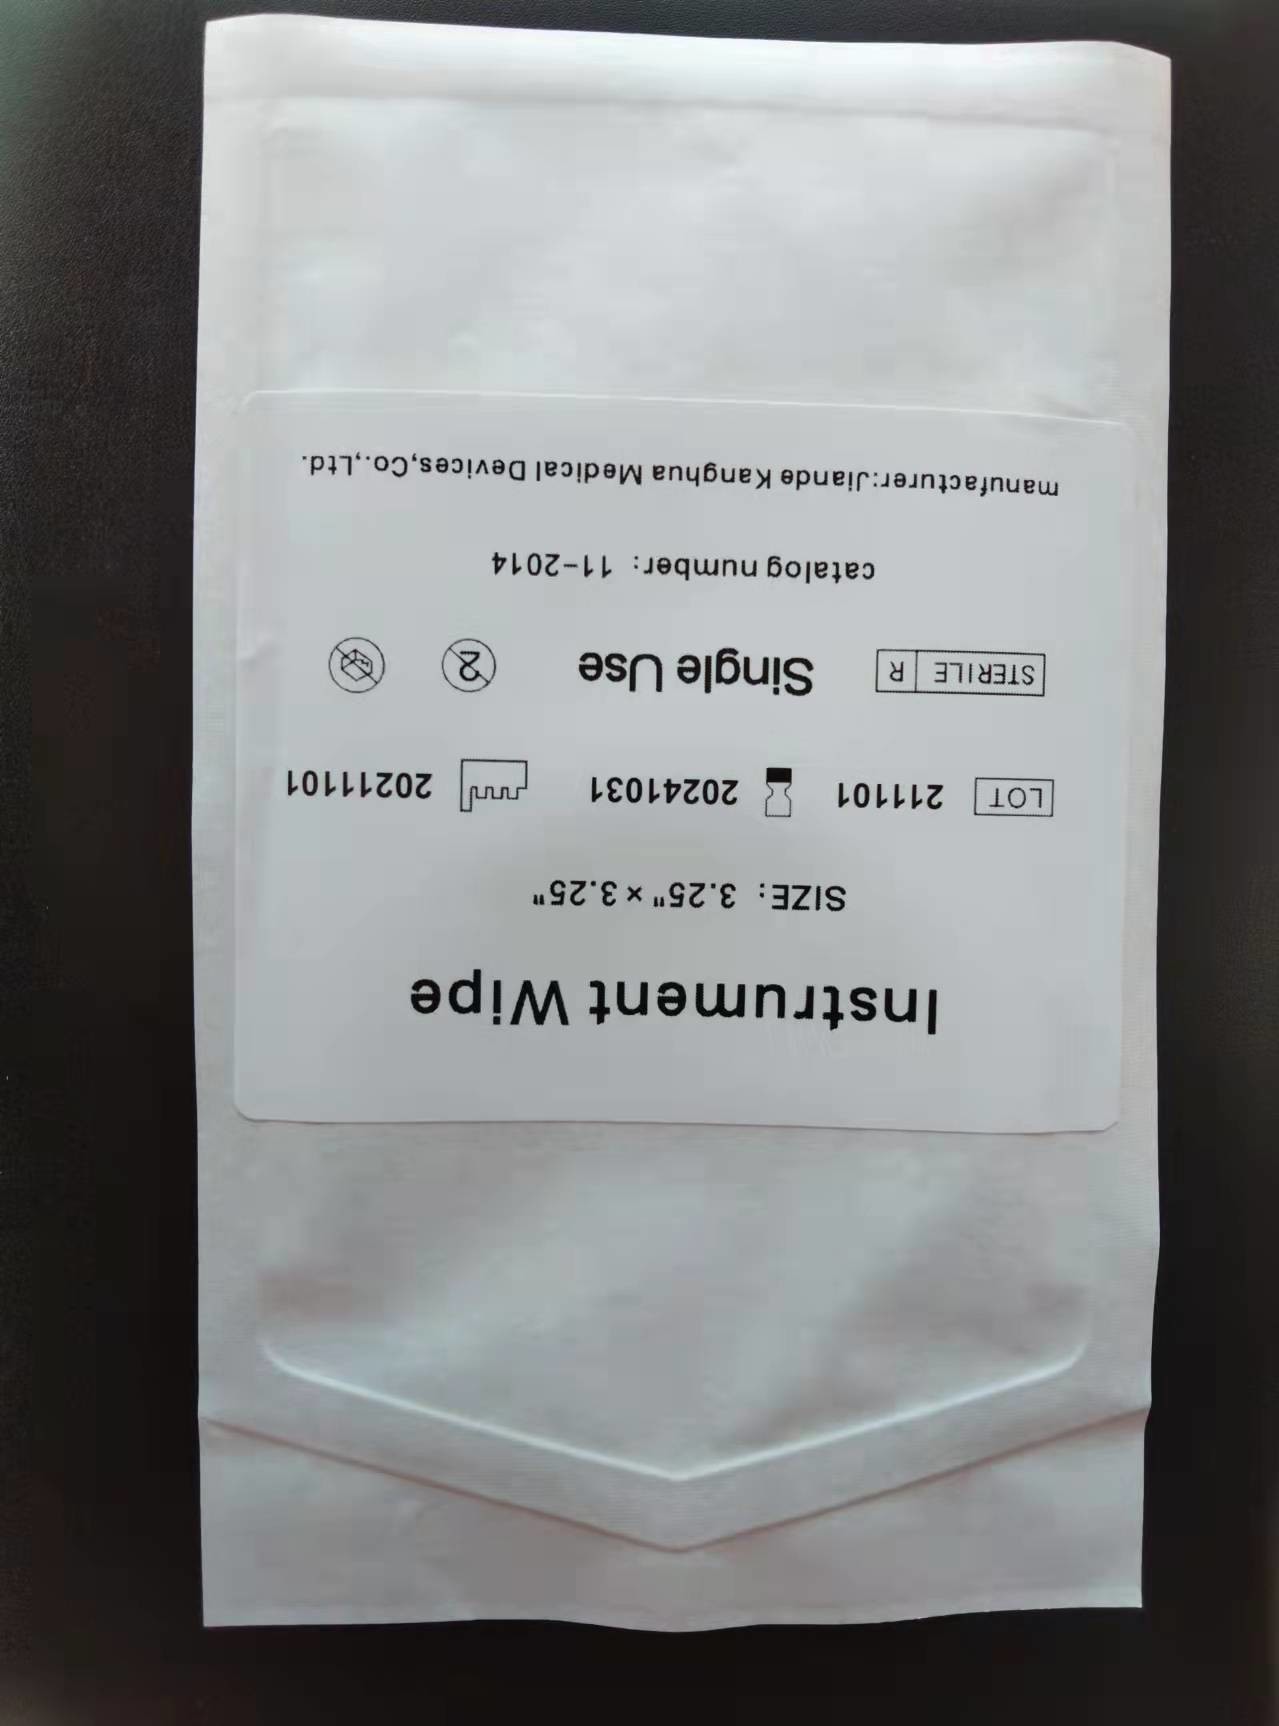 Instrument Wipe
SIZE: 3.25" × 3.25"
LOT 211101 20241031 20211101
STERILE R Single Use 2
catalog number: 11-2014
manufacturer:Jiande Kanghua Medical Devices,Co.,Ltd.